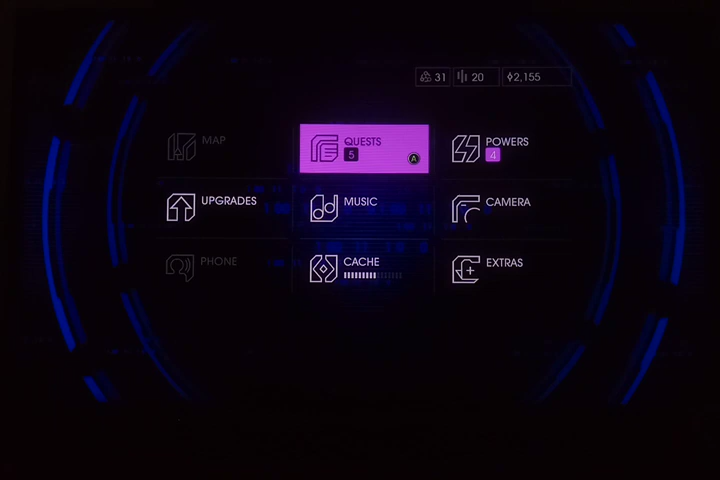 31 20 2,155
MAP QUESTS POWERS
5 A 4
UPGRADES MUSIC CAMERA
PHONE CACHE EXTRAS